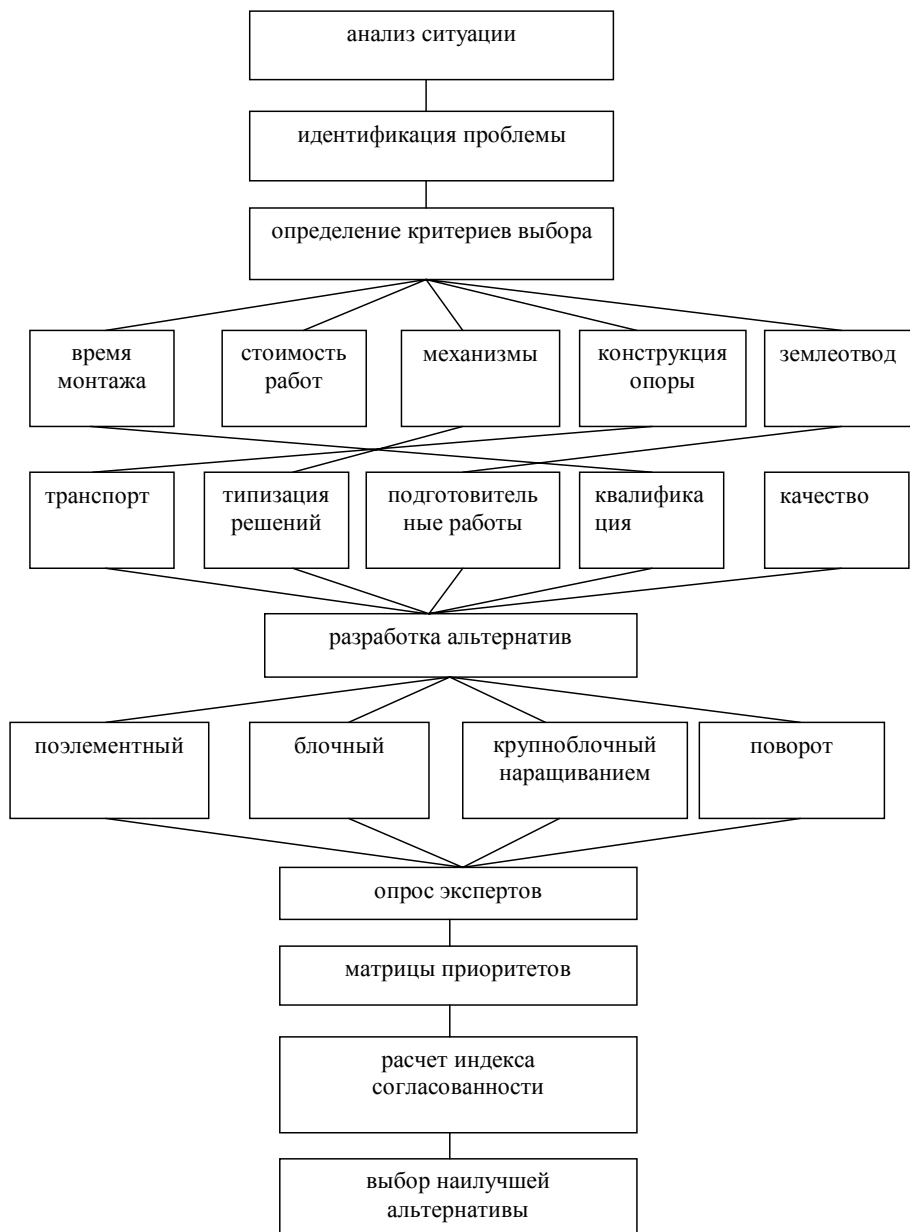 анализ ситуации
идентификация проблемы
определение критериев выбора
время
монтажа
стоимость
работ
механизмы
конструкция
опоры
землеотвод
транспорт
типизация
решений
подготовитель
ные работы
квалифика
ция
качество
разработка альтернатив
поэлементный
блочный
крупноблочный
наращиванием
поворот
опрос экспертов
матрицы приоритетов
расчет индекса
согласованности
выбор наилучшей
альтернативы